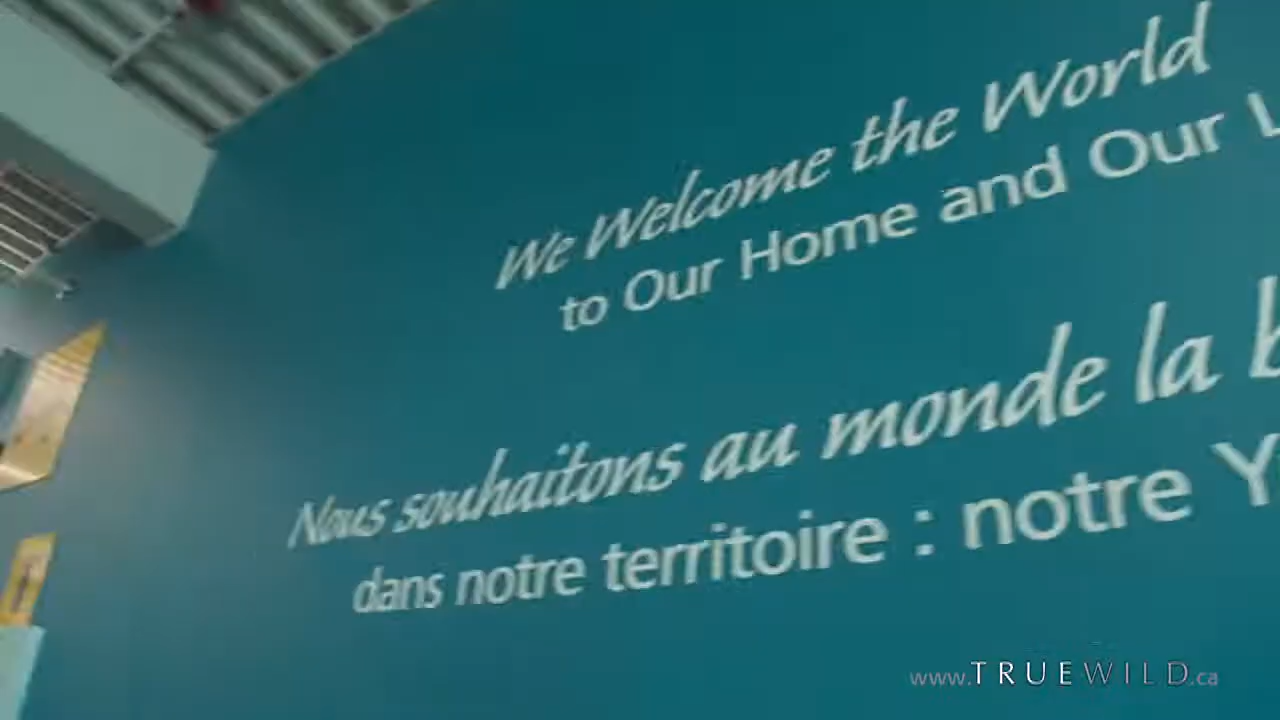 We Welcome the World
to Our Home and Our
Nous souhaitons au monde la
dans notre territoire : notre
www.TRUEWILD.ca